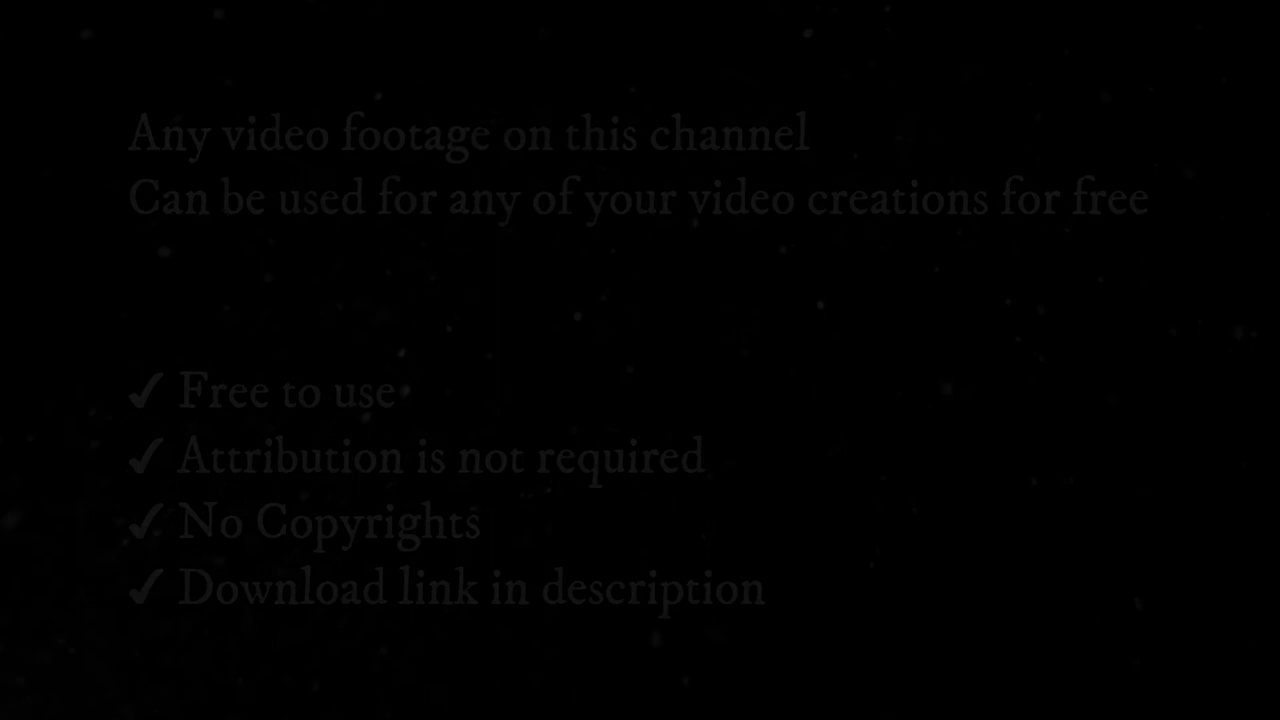 Any video footage on this channel
Can be used for any of your video creations for free
✓ Free to use
✓ Attribution is not required
✓ No Copyrights
✓ Download link in description